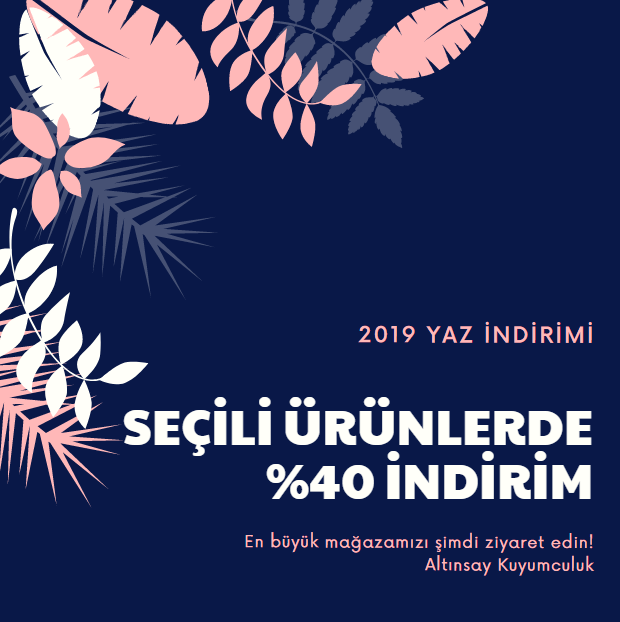 2019 YAZ İNDİRİMİ
SEÇİLİ ÜRÜNLERDE
%40 İNDİRİM
En büyük mağazamızı şimdi ziyaret edin!
Altınsay Kuyumculuk